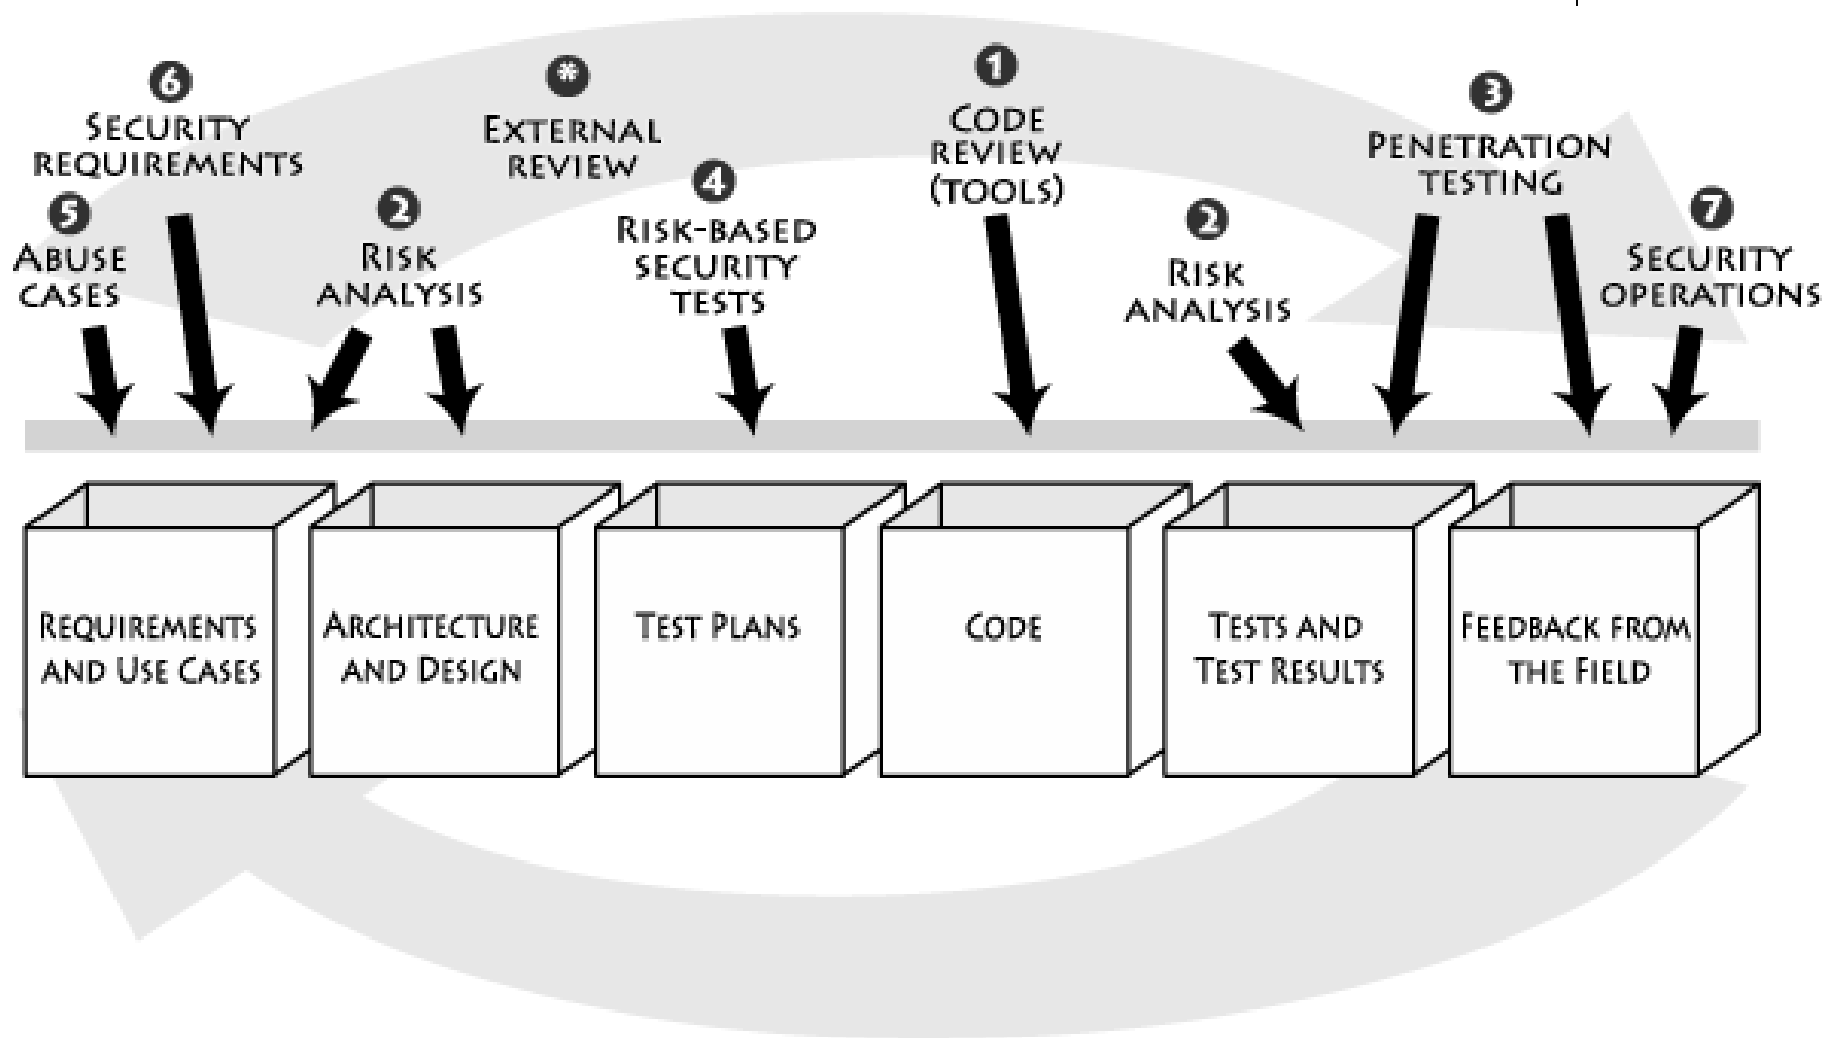 6
SECURITY
REQUIREMENTS
5
ABUSE
CASES
2
RISK
ANALYSIS
*
EXTERNAL
REVIEW
4
RISK-BASED
SECURITY
TESTS
1
CODE
REVIEW
(TOOLS)
2
RISK
ANALYSIS
3
PENETRATION
TESTING
7
SECURITY
OPERATIONS
REQUIREMENTS
AND USE CASES
ARCHITECTURE
AND DESIGN
TEST PLANS
CODE
TESTS AND
TEST RESULTS
FEEDBACK FROM
THE FIELD